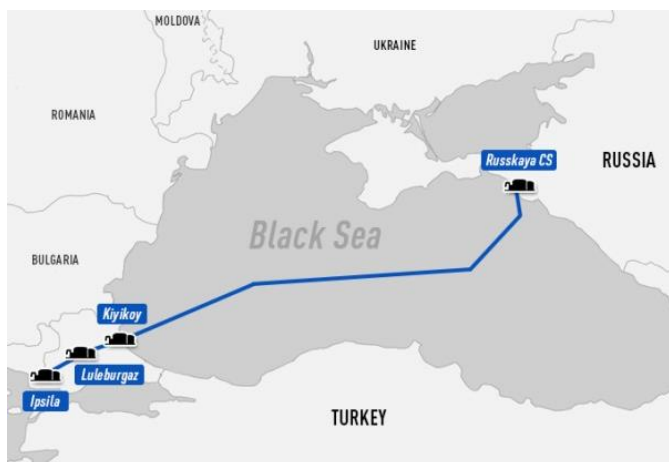 MOLDOVA
UKRAINE
ROMANIA
Russkaya CS
RUSSIA
Black Sea
BULGARIA
Kiyikoy
Luleburgaz
Ipsila
TURKEY